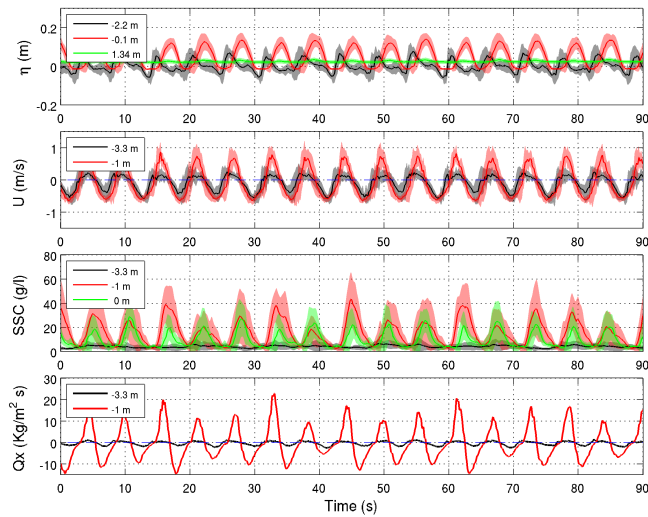 0.2
0
-0.2
η (m)
-2.2 m
-0.1 m
1.34 m
0 10 20 30 40 50 60 70 80 90
1
0
-1
U (m/s)
-3.3 m
-1 m
0 10 20 30 40 50 60 70 80 90
80
60
40
20
0
SSC (g/l)
-3.3 m
-1 m
0 m
0 10 20 30 40 50 60 70 80 90
30
20
10
0
-10
Qx (Kg/m² s)
-3.3 m
-1 m
0 10 20 30 40 50 60 70 80 90
Time (s)